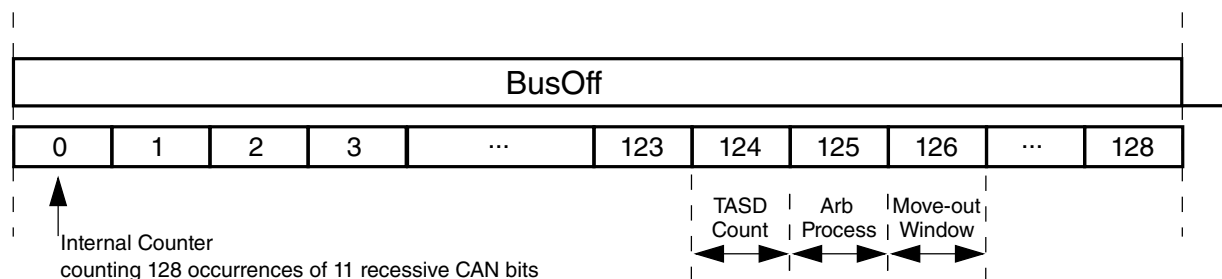 BusOff
0 1 2 3 ... 123 124 125 126 ... 128
TASD Count
Arb Process
Move-out Window
Internal Counter
counting 128 occurrences of 11 recessive CAN bits